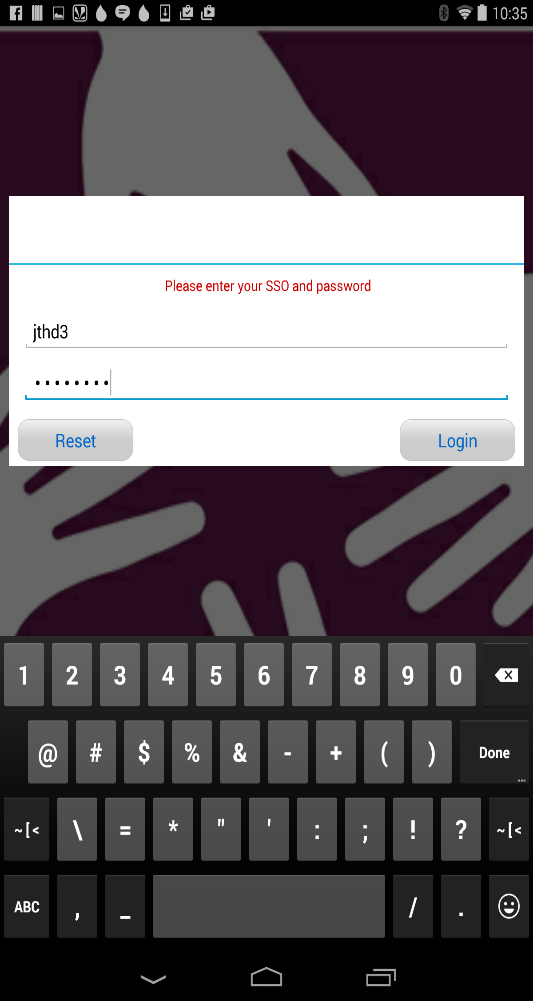 10:35
Please enter your SSO and password
jthd3
••••••••
Reset Login
1 2 3 4 5 6 7 8 9 0
@ # $ % & - + ( ) Done
~[< \ = * " ' : ; ! ? ~[<
ABC , _ / .